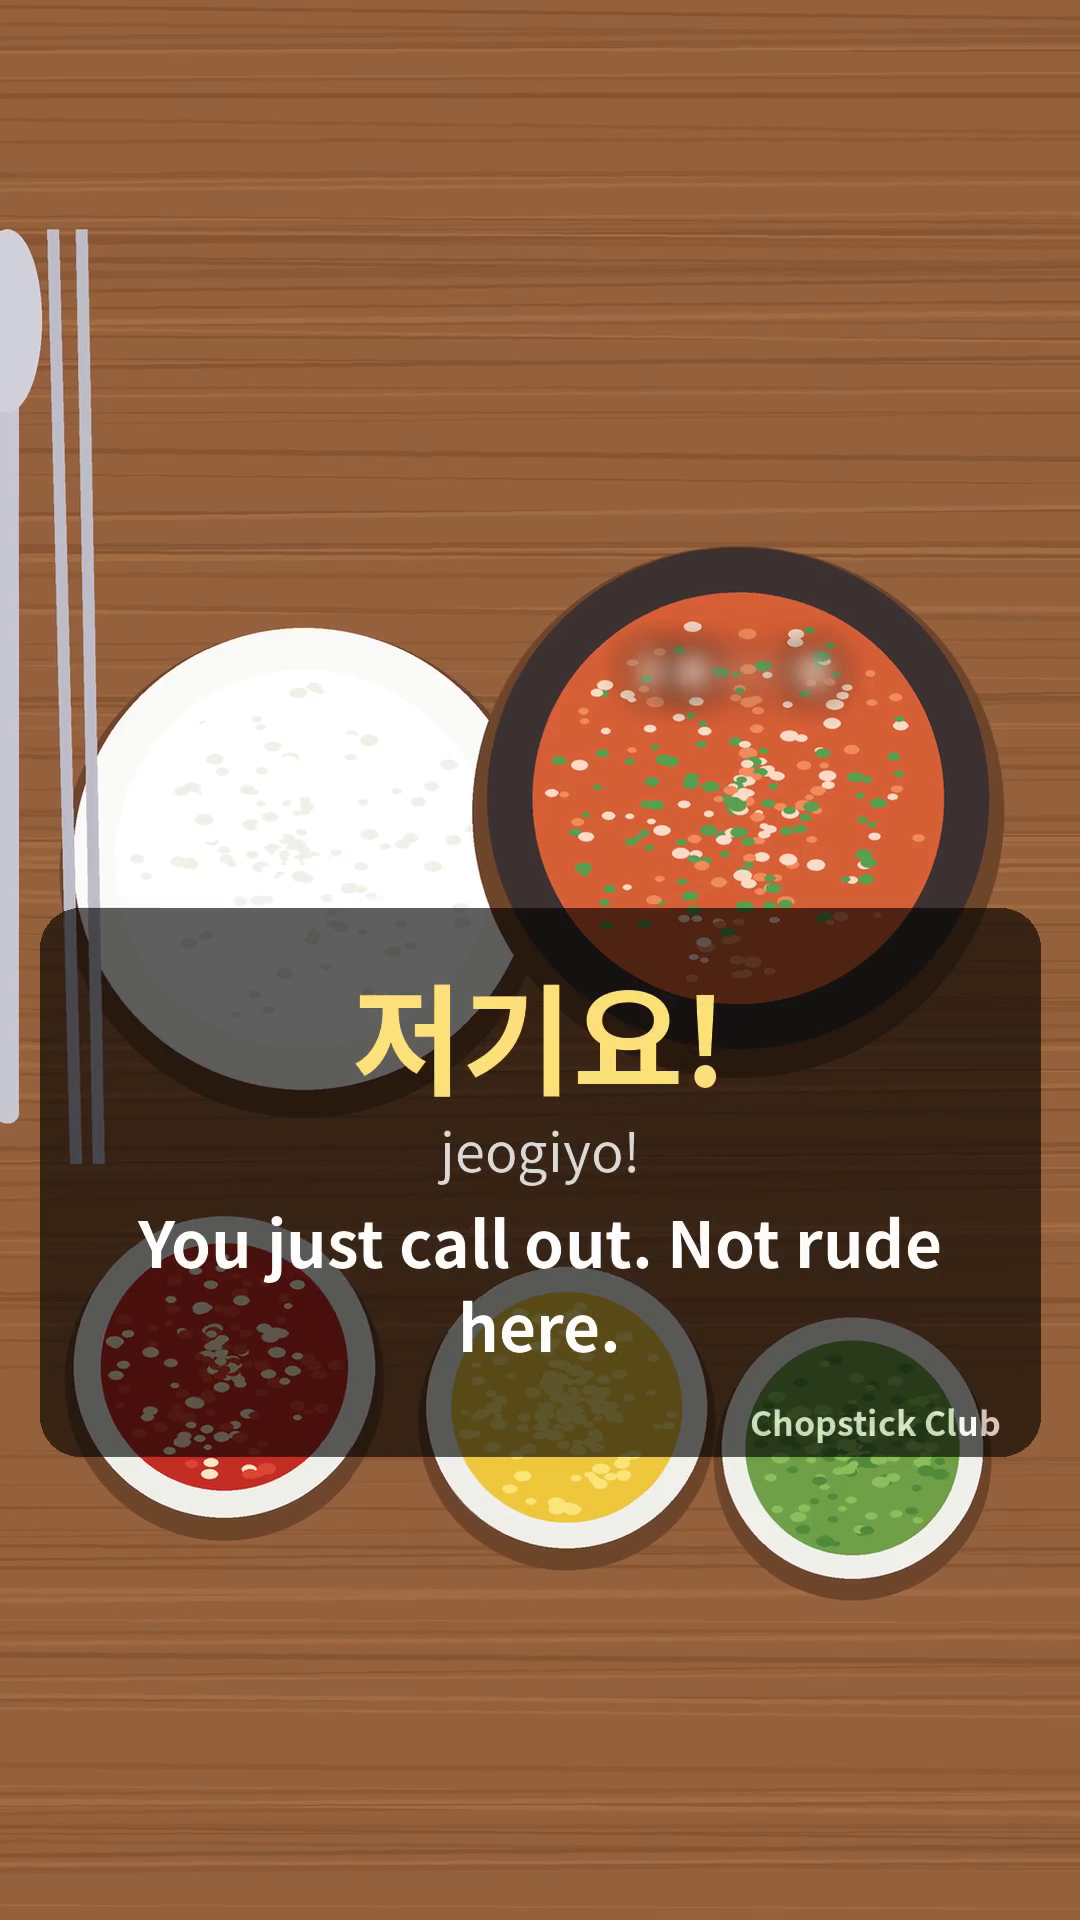 저기요!
jeogiyo!
You just call out. Not rude
here.
Chopstick Club